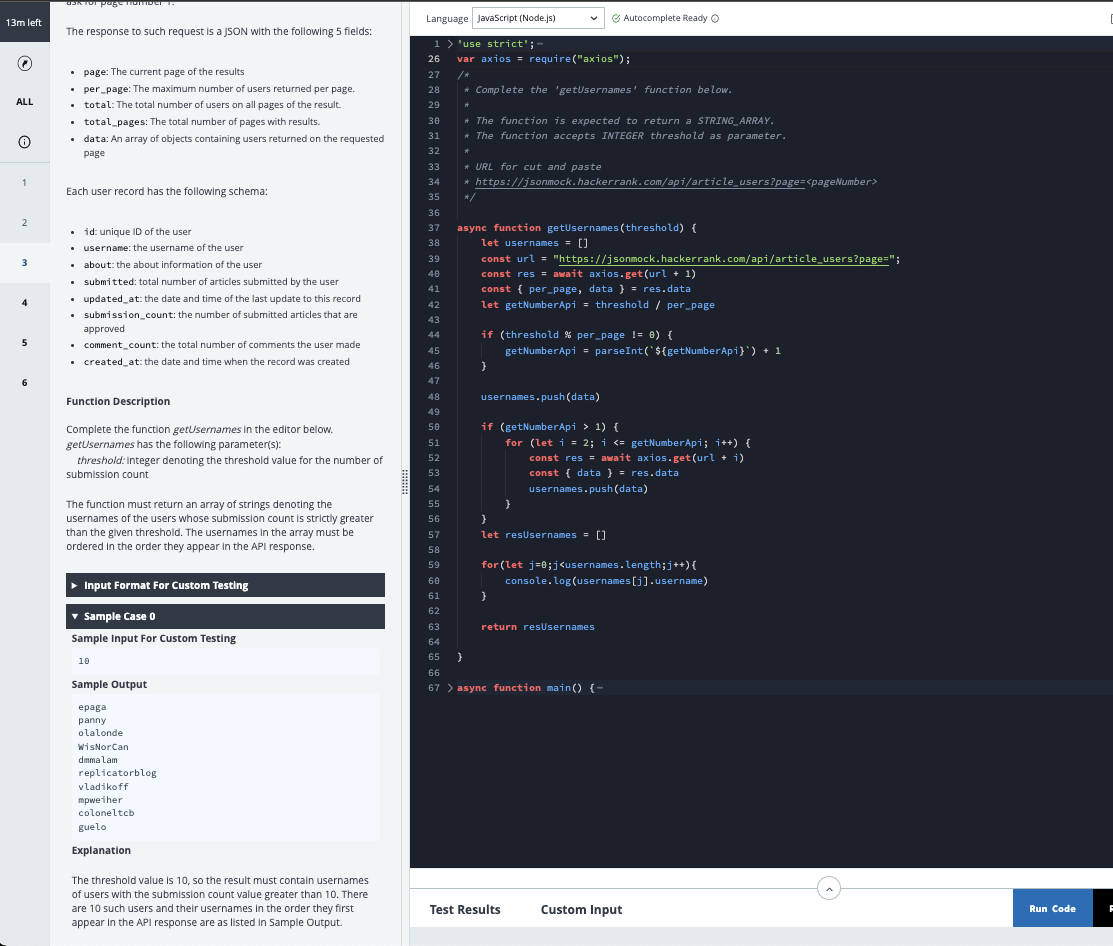 ask for page number 1.
13m left
The response to such request is a JSON with the following 5 fields:
page: The current page of the results
per_page: The maximum number of users returned per page.
total: The total number of users on all pages of the result.
total_pages: The total number of pages with results.
data: An array of objects containing users returned on the requested
page
ALL
1
2
3
4
5
6
Each user record has the following schema:
id: unique ID of the user
username: the username of the user
about: the about information of the user
submitted: total number of articles submitted by the user
updated_at: the date and time of the last update to this record
submission_count: the number of submitted articles that are
approved
comment_count: the total number of comments the user made
created_at: the date and time when the record was created
Function Description
Complete the function getUsernames in the editor below.
getUsernames has the following parameter(s):
threshold: integer denoting the threshold value for the number of
submission count
The function must return an array of strings denoting the
usernames of the users whose submission count is strictly greater
than the given threshold. The usernames in the array must be
ordered in the order they appear in the API response.
Input Format For Custom Testing
Sample Case 0
Sample Input For Custom Testing
10
Sample Output
epaga
panny
olalonde
WisNorCan
dmmalam
replicatorblog
vladikoff
mpweiher
coloneltcb
guelo
Explanation
The threshold value is 10, so the result must contain usernames
of users with the submission count value greater than 10. There
are 10 such users and their usernames in the order they first
appear in the API response are as listed in Sample Output.
Language JavaScript (Node.js) Autocomplete Ready
1 'use strict';
26 var axios = require("axios");
27 /*
28 * Complete the 'getUsernames' function below.
29 *
30 * The function is expected to return a STRING_ARRAY.
31 * The function accepts INTEGER threshold as parameter.
32 *
33 * URL for cut and paste
34 * https://jsonmock.hackerrank.com/api/article_users?page=<pageNumber>
35 */
36
37 async function getUsernames(threshold) {
38 let usernames = []
39 const url = "https://jsonmock.hackerrank.com/api/article_users?page=";
40 const res = await axios.get(url + 1)
41 const { per_page, data } = res.data
42 let getNumberApi = threshold / per_page
43
44 if (threshold % per_page != 0) {
45 getNumberApi = parseInt(`${getNumberApi}`) + 1
46 }
47
48 usernames.push(data)
49
50 if (getNumberApi > 1) {
51 for (let i = 2; i <= getNumberApi; i++) {
52 const res = await axios.get(url + i)
53 const { data } = res.data
54 usernames.push(data)
55 }
56 }
57 let resUsernames = []
58
59 for(let j=0;j<usernames.length;j++){
60 console.log(usernames[j].username)
61 }
62
63 return resUsernames
64
65 }
66
67 async function main() {
Test Results
Custom Input
Run Code